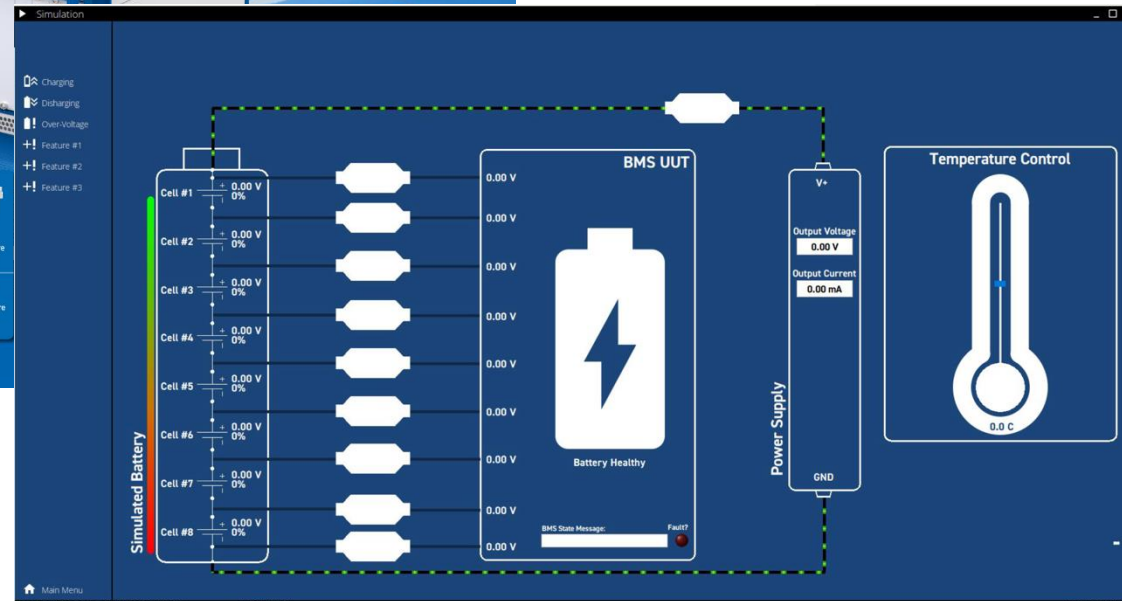 Simulation
Charging
Disharging
Over-Voltage
Feature #1
Feature #2
Feature #3
Main Menu
Simulated Battery
Cell #1
+ 0.00 V
0%
Cell #2
+ 0.00 V
0%
Cell #3
+ 0.00 V
0%
Cell #4
+ 0.00 V
0%
Cell #5
+ 0.00 V
0%
Cell #6
+ 0.00 V
0%
Cell #7
+ 0.00 V
0%
Cell #8
+ 0.00 V
0%
BMS UUT
0.00 V
0.00 V
0.00 V
0.00 V
0.00 V
0.00 V
0.00 V
0.00 V
0.00 V
Battery Healthy
BMS State Message:
Fault?
Power Supply
V+
Output Voltage
0.00 V
Output Current
0.00 mA
GND
Temperature Control
0.0 C